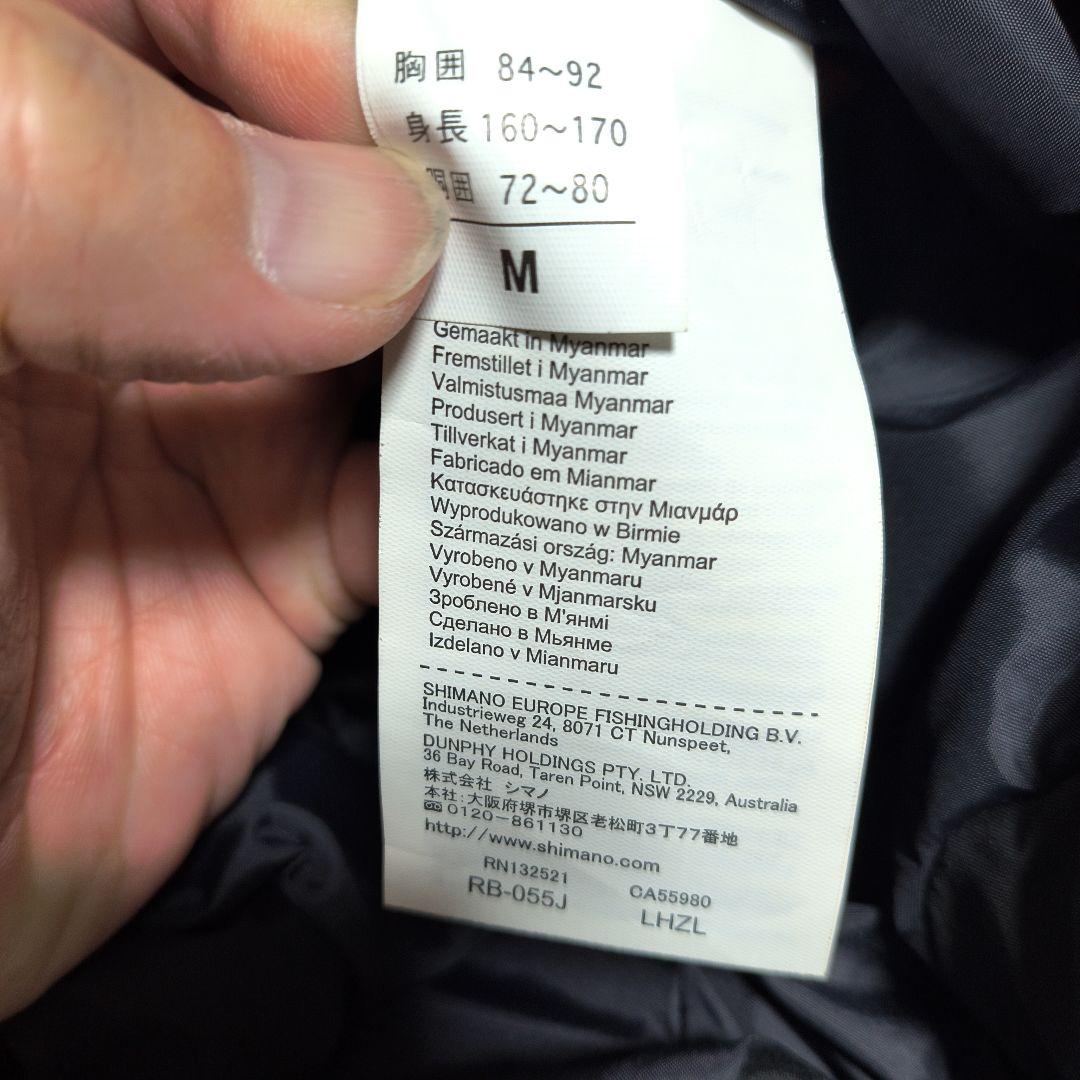 胸囲 84～92
身長 160～170
胴囲 72～80
M
Gemaakt in Myanmar
Fremstillet i Myanmar
Valmistusmaa Myanmar
Produsert i Myanmar
Tillverkat i Myanmar
Fabricado em Mianmar
Κατασκευάστηκε στην Μιανμάρ
Wyprodukowano w Birmie
Származási ország: Myanmar
Vyrobeno v Myanmaru
Vyrobené v Mjanmarsku
Зроблено в М'янмі
Сделано в Мьянме
Izdelano v Mianmaru
SHIMANO EUROPE FISHINGHOLDING B.V.
Industrieweg 24, 8071 CT Nunspeet,
The Netherlands
DUNPHY HOLDINGS PTY. LTD.
36 Bay Road, Taren Point, NSW 2229, Australia
株式会社 シマノ
本社：大阪府堺市堺区老松町3丁77番地
0120-861130
http://www.shimano.com
RN132521 CA55980
RB-055J LHZL